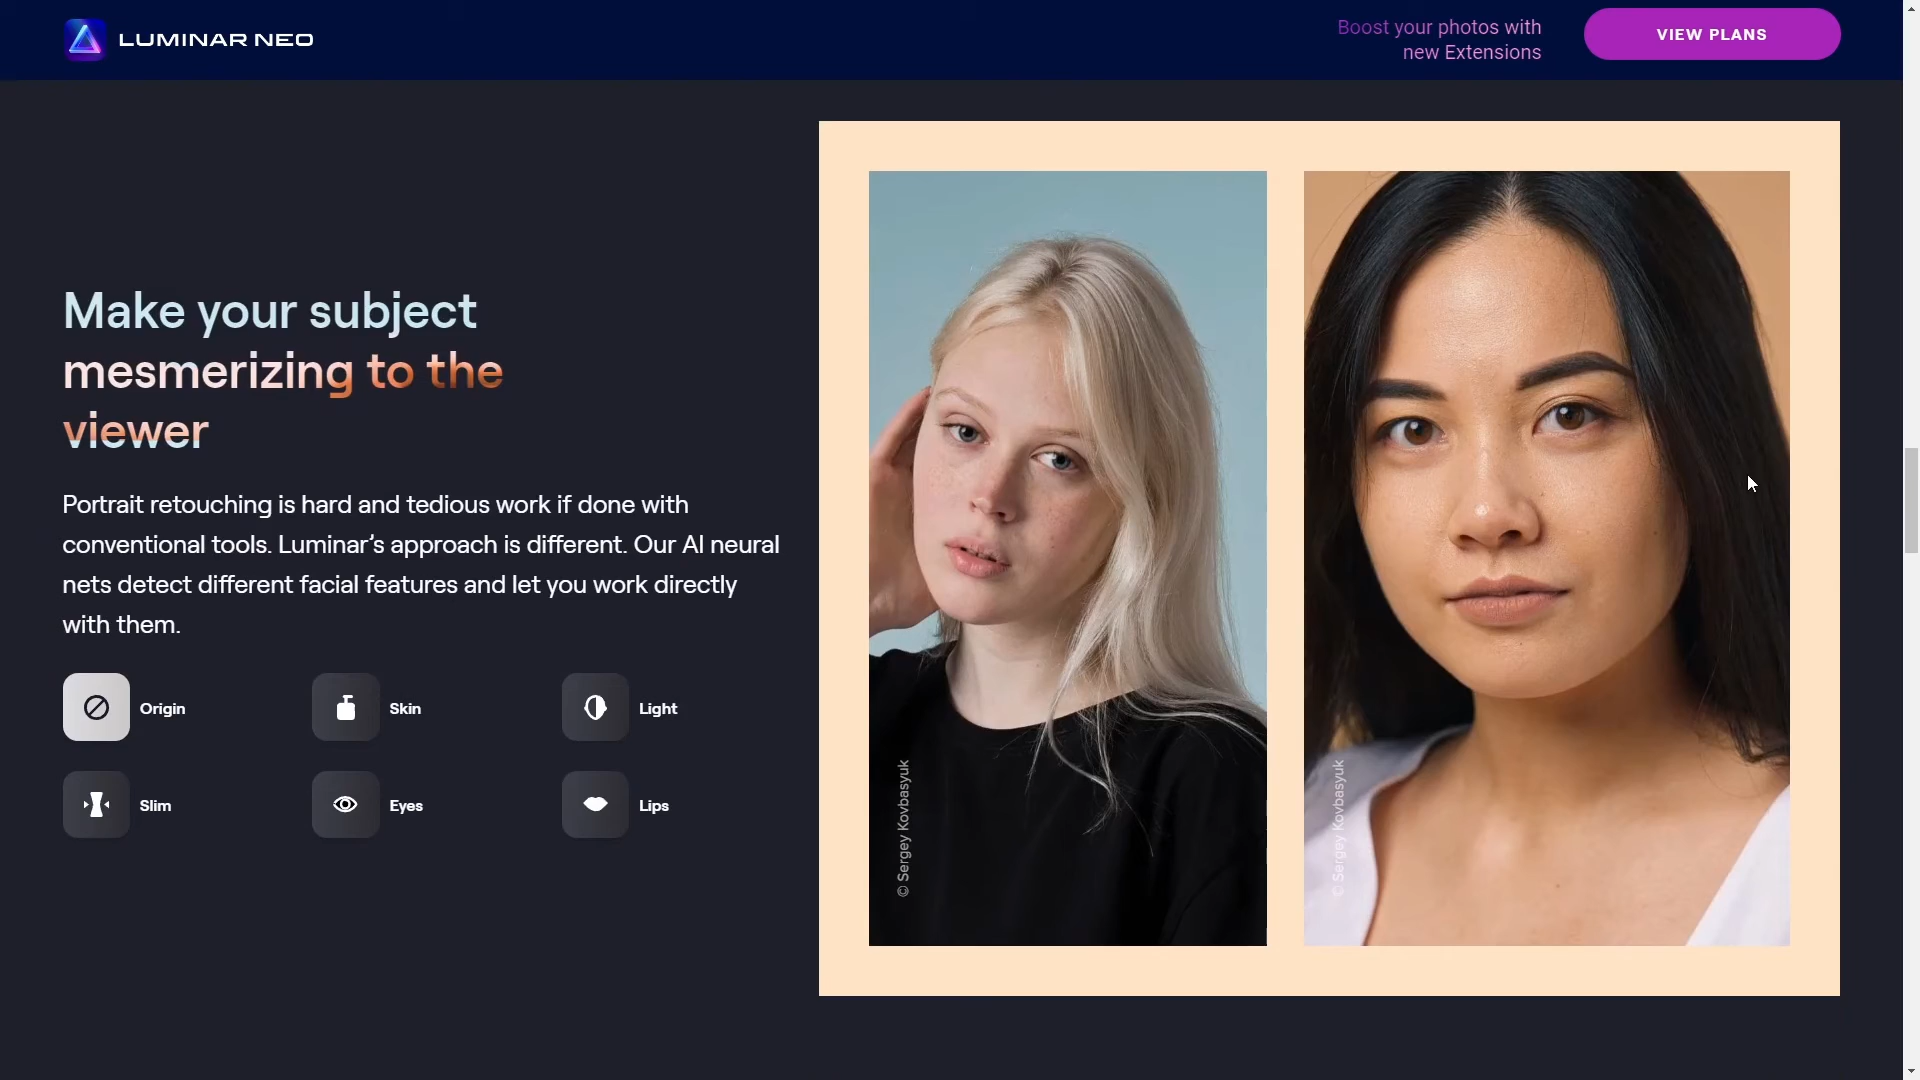 LUMINAR NEO
Boost your photos with
new Extensions
VIEW PLANS
Make your subject
mesmerizing to the
viewer
Portrait retouching is hard and tedious work if done with
conventional tools. Luminar’s approach is different. Our AI neural
nets detect different facial features and let you work directly
with them.
Origin
Skin
Light
Slim
Eyes
Lips
© Sergey Kovbasyuk
© Sergey Kovbasyuk